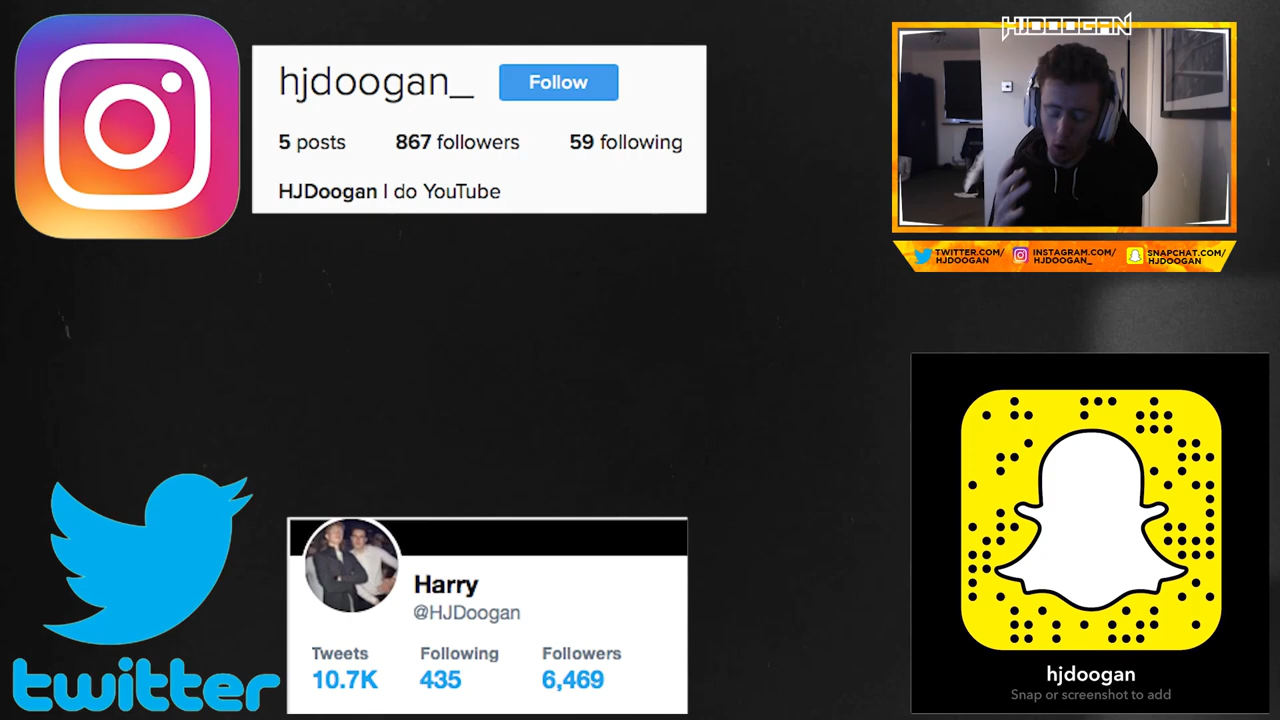 hjdoogan_ Follow
5 posts 867 followers 59 following
HJDoogan I do YouTube
HJDOOGAN
TWITTER.COM/
HJDOOGAN
INSTAGRAM.COM/
HJDOOGAN_
SNAPCHAT.COM/
HJDOOGAN
twitter
Harry
@HJDoogan
Tweets Following Followers
10.7K 435 6,469
hjdoogan
Snap or screenshot to add